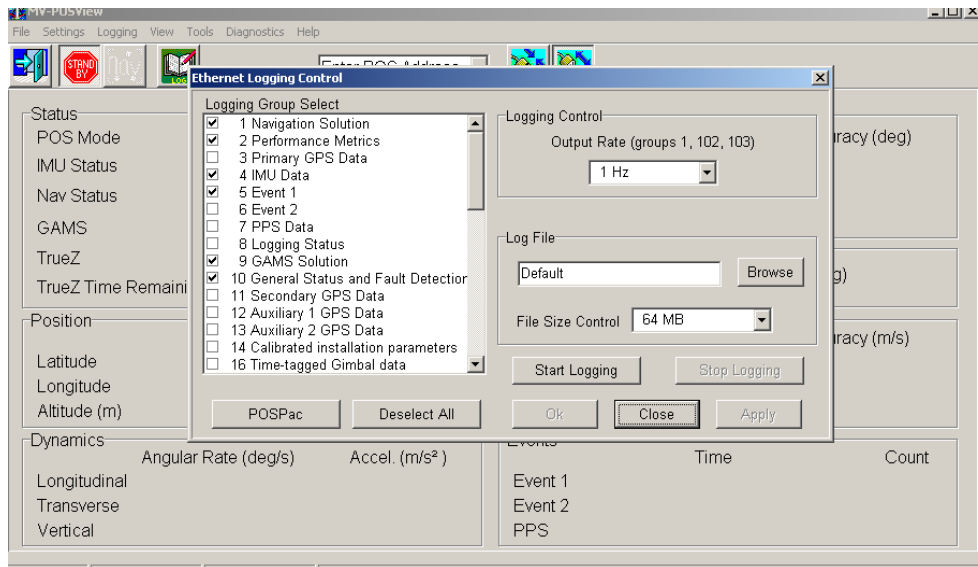 MV-POSView
File Settings Logging View Tools Diagnostics Help
STAND BY Nav LOG
Enter POS Address
Ethernet Logging Control
Logging Group Select
1 Navigation Solution
2 Performance Metrics
3 Primary GPS Data
4 IMU Data
5 Event 1
6 Event 2
7 PPS Data
8 Logging Status
9 GAMS Solution
10 General Status and Fault Detection
11 Secondary GPS Data
12 Auxiliary 1 GPS Data
13 Auxiliary 2 GPS Data
14 Calibrated installation parameters
16 Time-tagged Gimbal data
POSPac Deselect All
Logging Control
Output Rate (groups 1, 102, 103)
1 Hz
Log File
Default Browse
File Size Control 64 MB
Start Logging Stop Logging
Ok Close Apply
Status
POS Mode
IMU Status
Nav Status
GAMS
TrueZ
TrueZ Time Remaini
racy (deg)
g)
Position
Latitude
Longitude
Altitude (m)
racy (m/s)
Dynamics
Angular Rate (deg/s) Accel. (m/s²)
Longitudinal
Transverse
Vertical
Events
Time Count
Event 1
Event 2
PPS